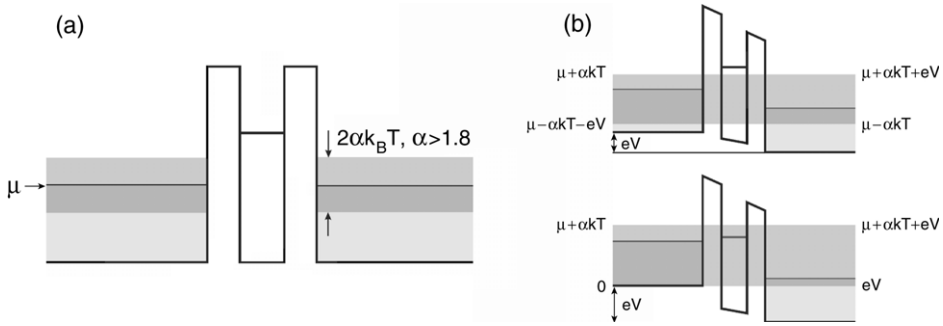 (a)
2αk_BT, α>1.8
μ
(b)
μ+αkT
μ+αkT+eV
μ−αkT−eV
μ−αkT
eV
μ+αkT
μ+αkT+eV
0
eV
eV